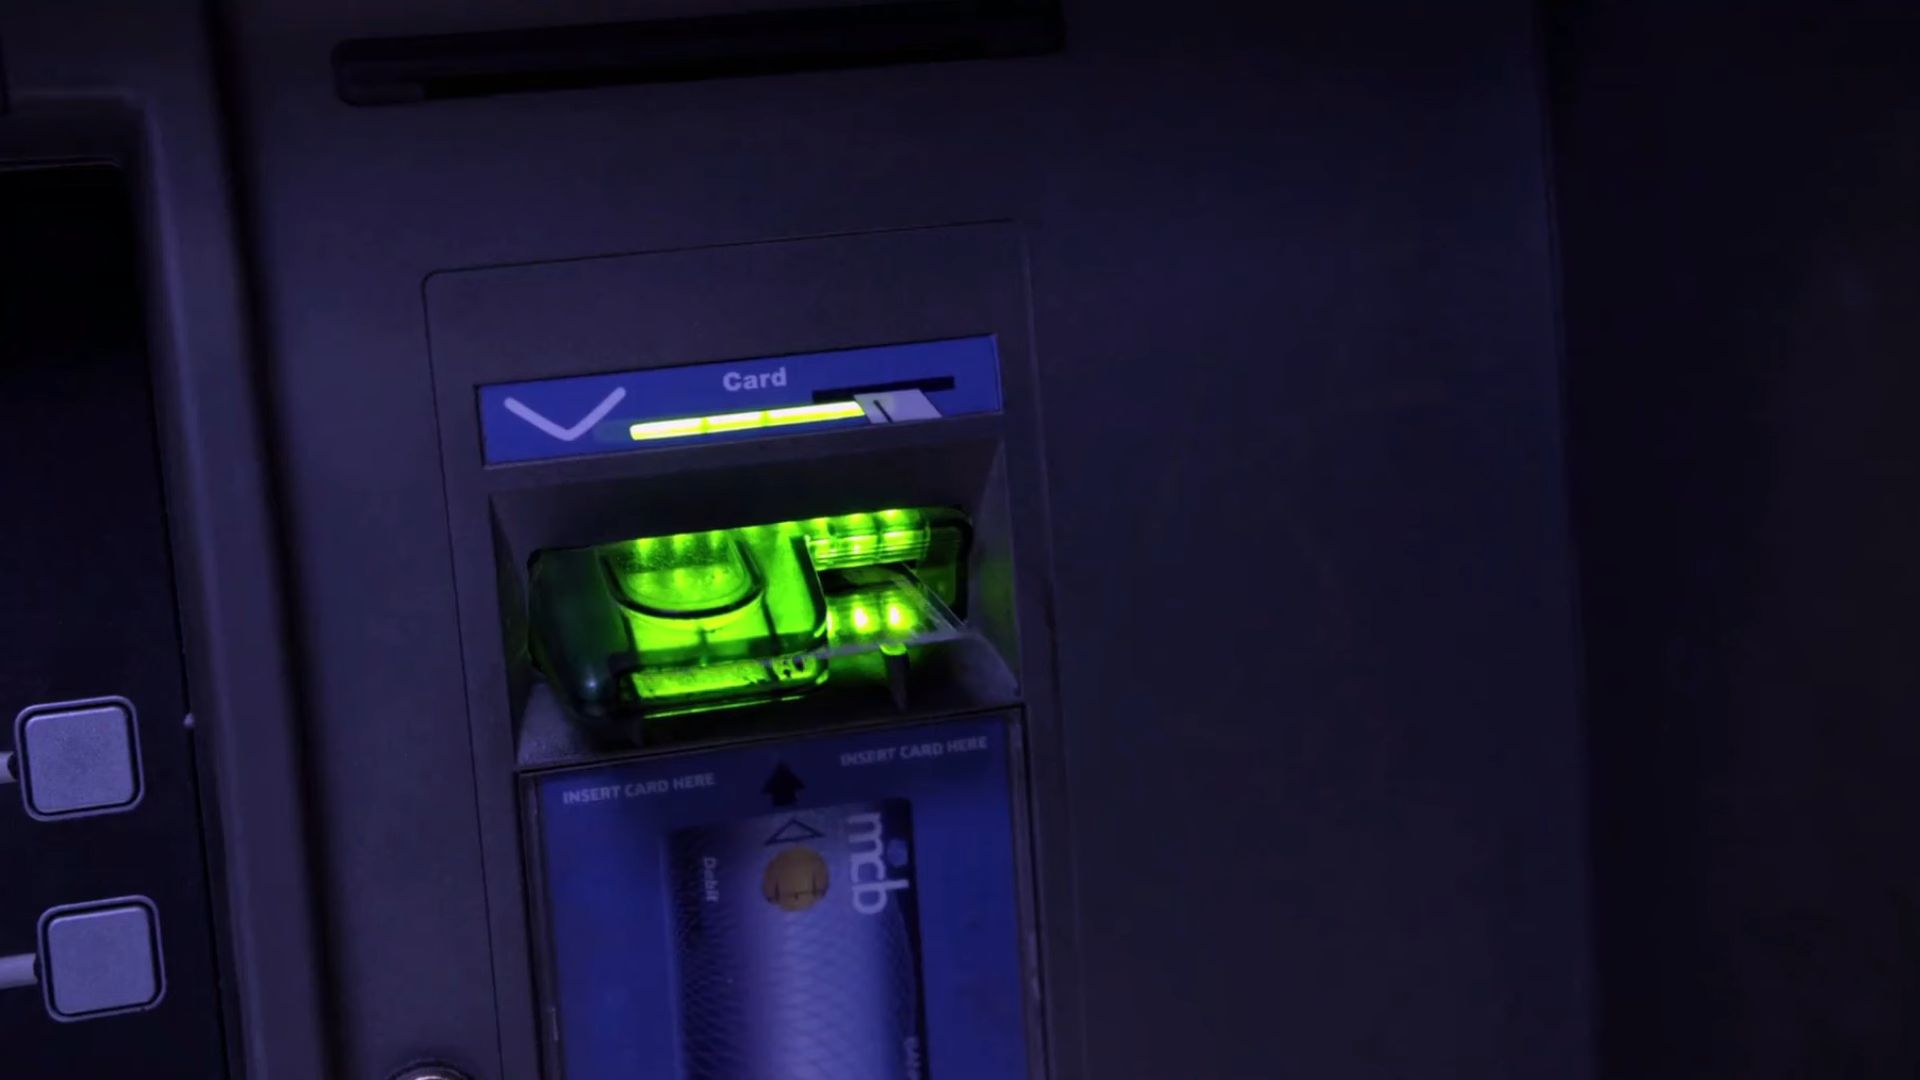 Card
INSERT CARD HERE
INSERT CARD HERE
mcb
Debit